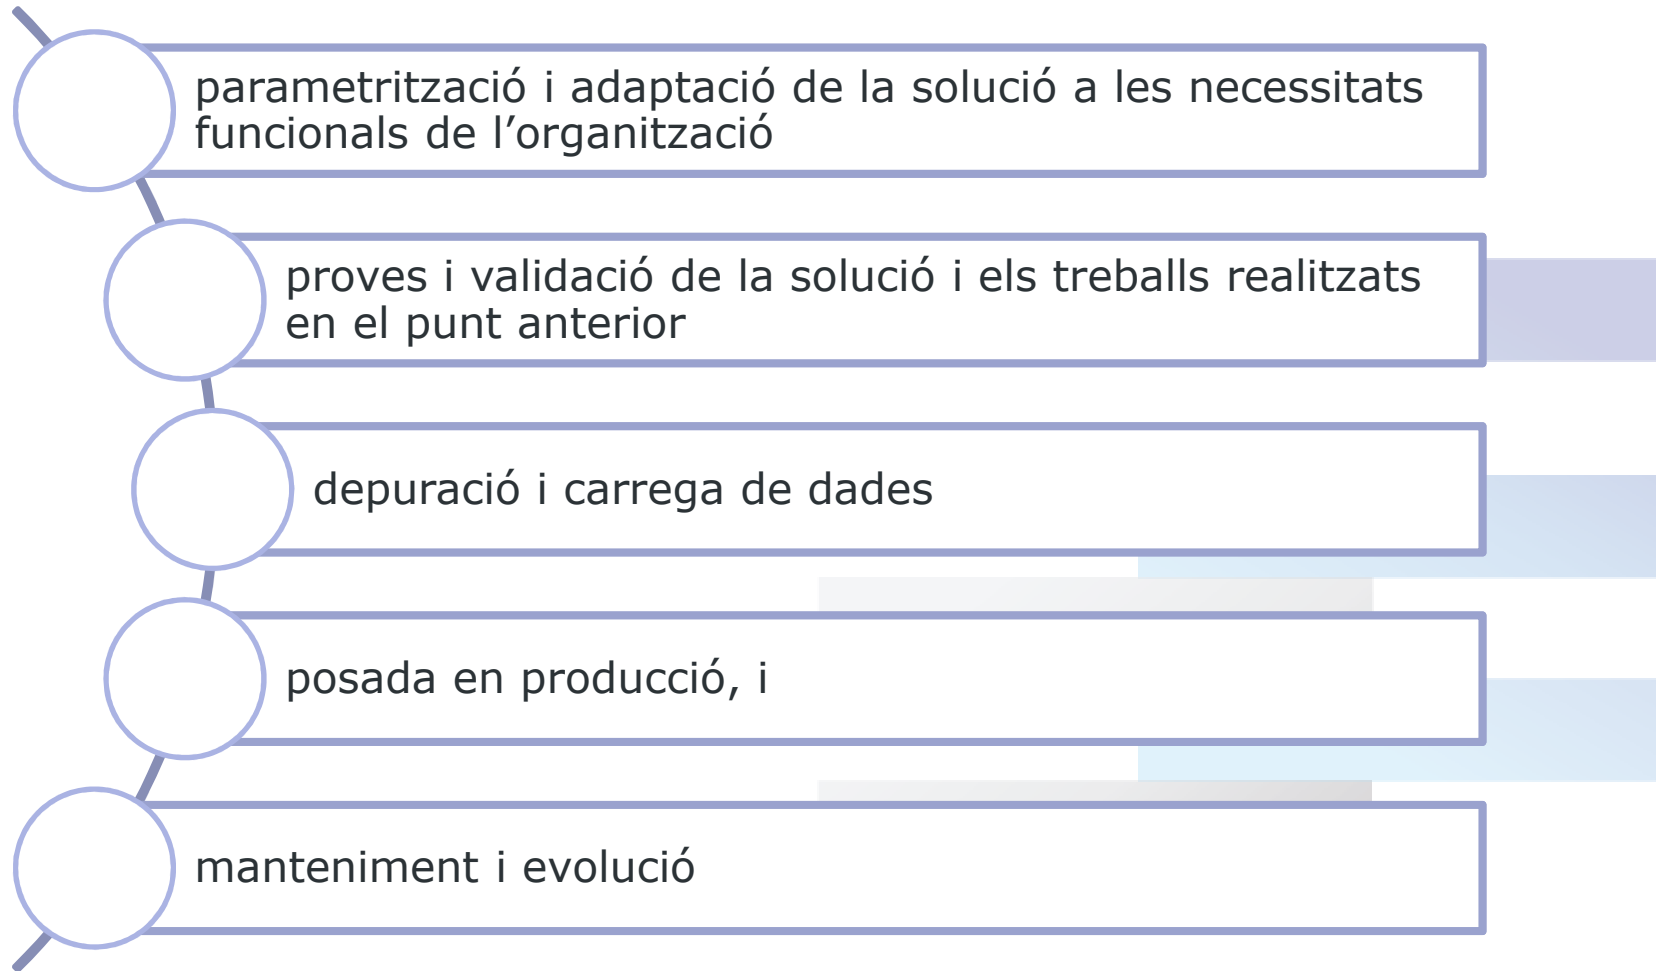 parametrització i adaptació de la solució a les necessitats
funcionals de l’organització
proves i validació de la solució i els treballs realitzats
en el punt anterior
depuració i carrega de dades
posada en producció, i
manteniment i evolució